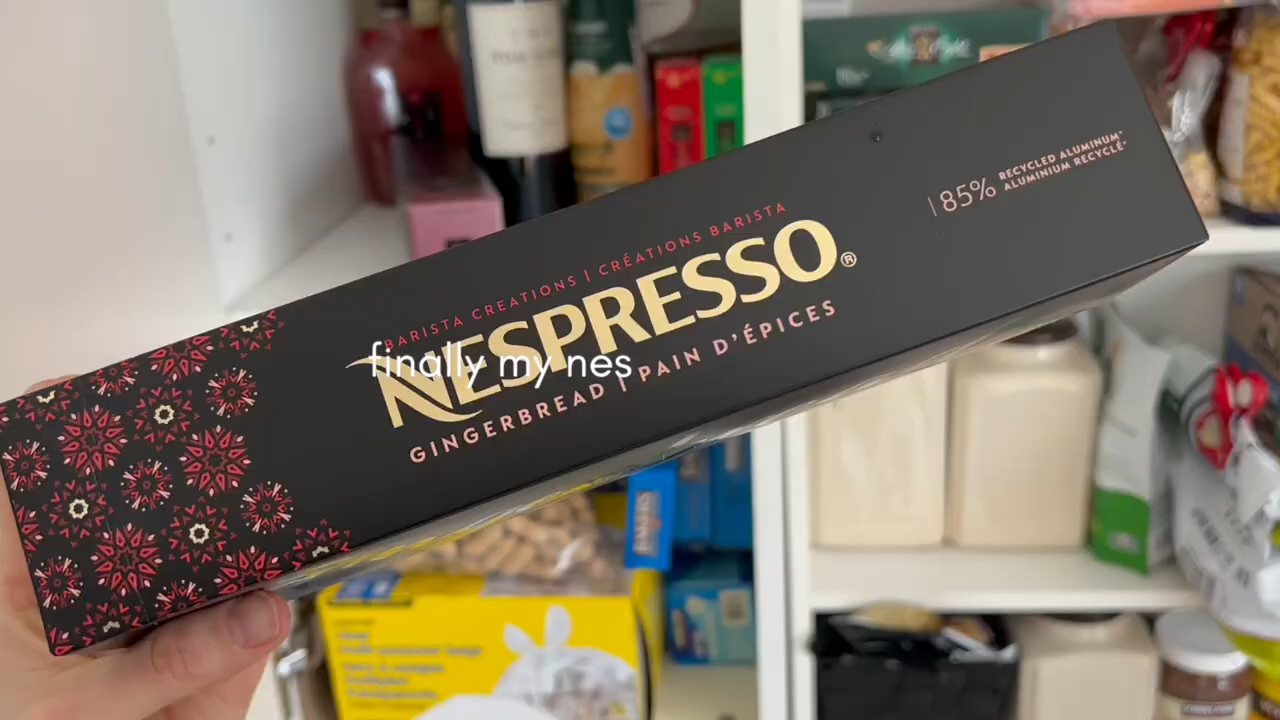 BARISTA CREATIONS | CRÉATIONS BARISTA
NESPRESSO®
finally my nes
GINGERBREAD | PAIN D'ÉPICES
85% RECYCLED ALUMINUM*
ALUMINIUM RECYCLÉ*